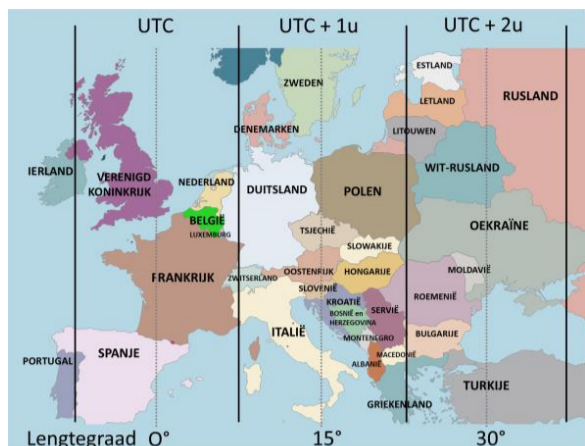 UTC
UTC + 1u
UTC + 2u
ZWEDEN
ESTLAND
LETLAND
RUSLAND
DENEMARKEN
LITOUWEN
IERLAND
VERENIGD
KONINKRIJK
NEDERLAND
DUITSLAND
POLEN
WIT-RUSLAND
BELGIË
LUXEMBURG
TSJECHIË
OEKRAÏNE
SLOWAKIJE
FRANKRIJK
ZWITSERLAND
OOSTENRIJK
HONGARIJE
MOLDAVIË
SLOVENIË
KROATIË
SERVIË
ROEMENIË
BOSNIË en
HERZEGOVINA
ITALIË
MONTENEGRO
BULGARIJE
PORTUGAL
SPANJE
ALBANIË
MACEDONIË
TURKIJE
GRIEKENLAND
Lengtegraad 0° 15° 30°